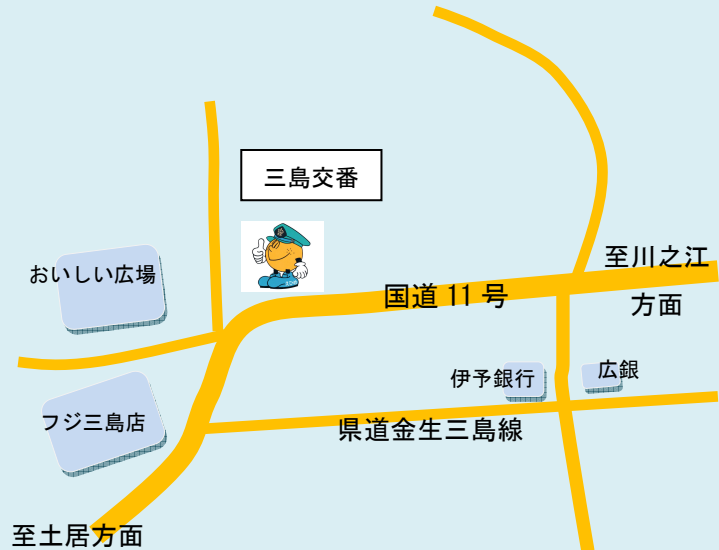 三島交番
至川之江
方面
おいしい広場
国道 11 号
広銀
伊予銀行
フジ三島店
県道金生三島線
至土居方面